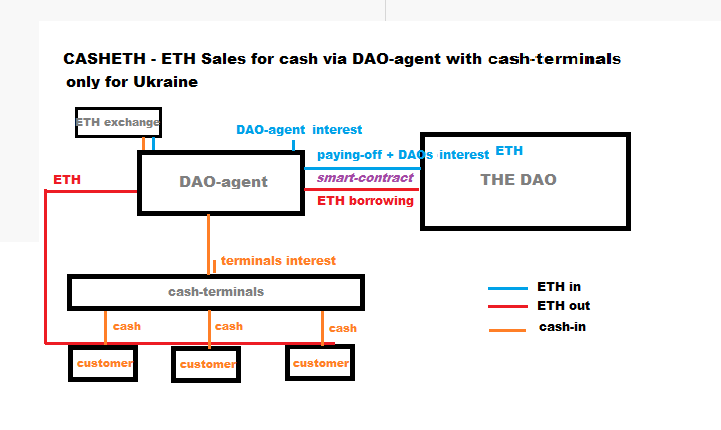 CASHETH - ETH Sales for cash via DAO-agent with cash-terminals
only for Ukraine
ETH exchange
DAO-agent interest
paying-off + DAOs interest ETH
ETH
DAO-agent
smart-contract
THE DAO
ETH borrowing
terminals interest
cash-terminals
ETH in
ETH out
cash-in
cash
cash
cash
customer
customer
customer